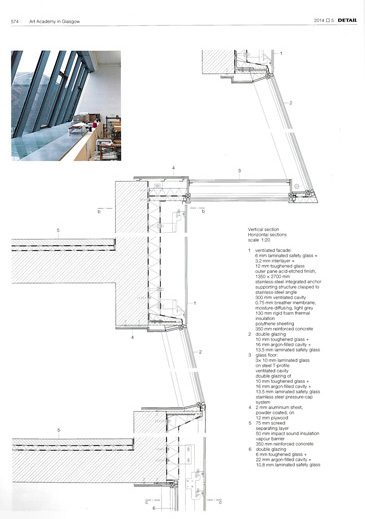 574 Art Academy in Glasgow 2014 □ 5 DETAIL
1
2
3
4
5
b b
4
2
5
6
Vertical section
Horizontal sections
scale 1:20
1 ventilated facade:
6 mm laminated safety glass +
3.2 mm interlayer +
12 mm toughened glass
outer pane acid-etched finish,
1350 × 2700 mm
stainless-steel integrated anchor
supporting structure clasped to
stainless-steel angle
300 mm ventilated cavity
0.75 mm breather membrane,
moisture-diffusing, light grey
100 mm rigid foam thermal
insulation
polythene sheeting
350 mm reinforced concrete
2 double glazing:
10 mm toughened glass +
16 mm argon-filled cavity +
13.5 mm laminated safety glass
3 glass floor:
3× 10 mm laminated glass
on steel T-profile
ventilated cavity
double glazing of
10 mm toughened glass +
16 mm argon-filled cavity +
13.5 mm laminated safety glass
stainless steel pressure-cap
system
4 2 mm aluminium sheet,
powder coated, on
12 mm plywood
5 75 mm screed
separating layer
50 mm impact sound insulation
vapour barrier
350 mm reinforced concrete
6 double glazing:
6 mm toughened glass +
22 mm argon-filled cavity +
10.8 mm laminated safety glass